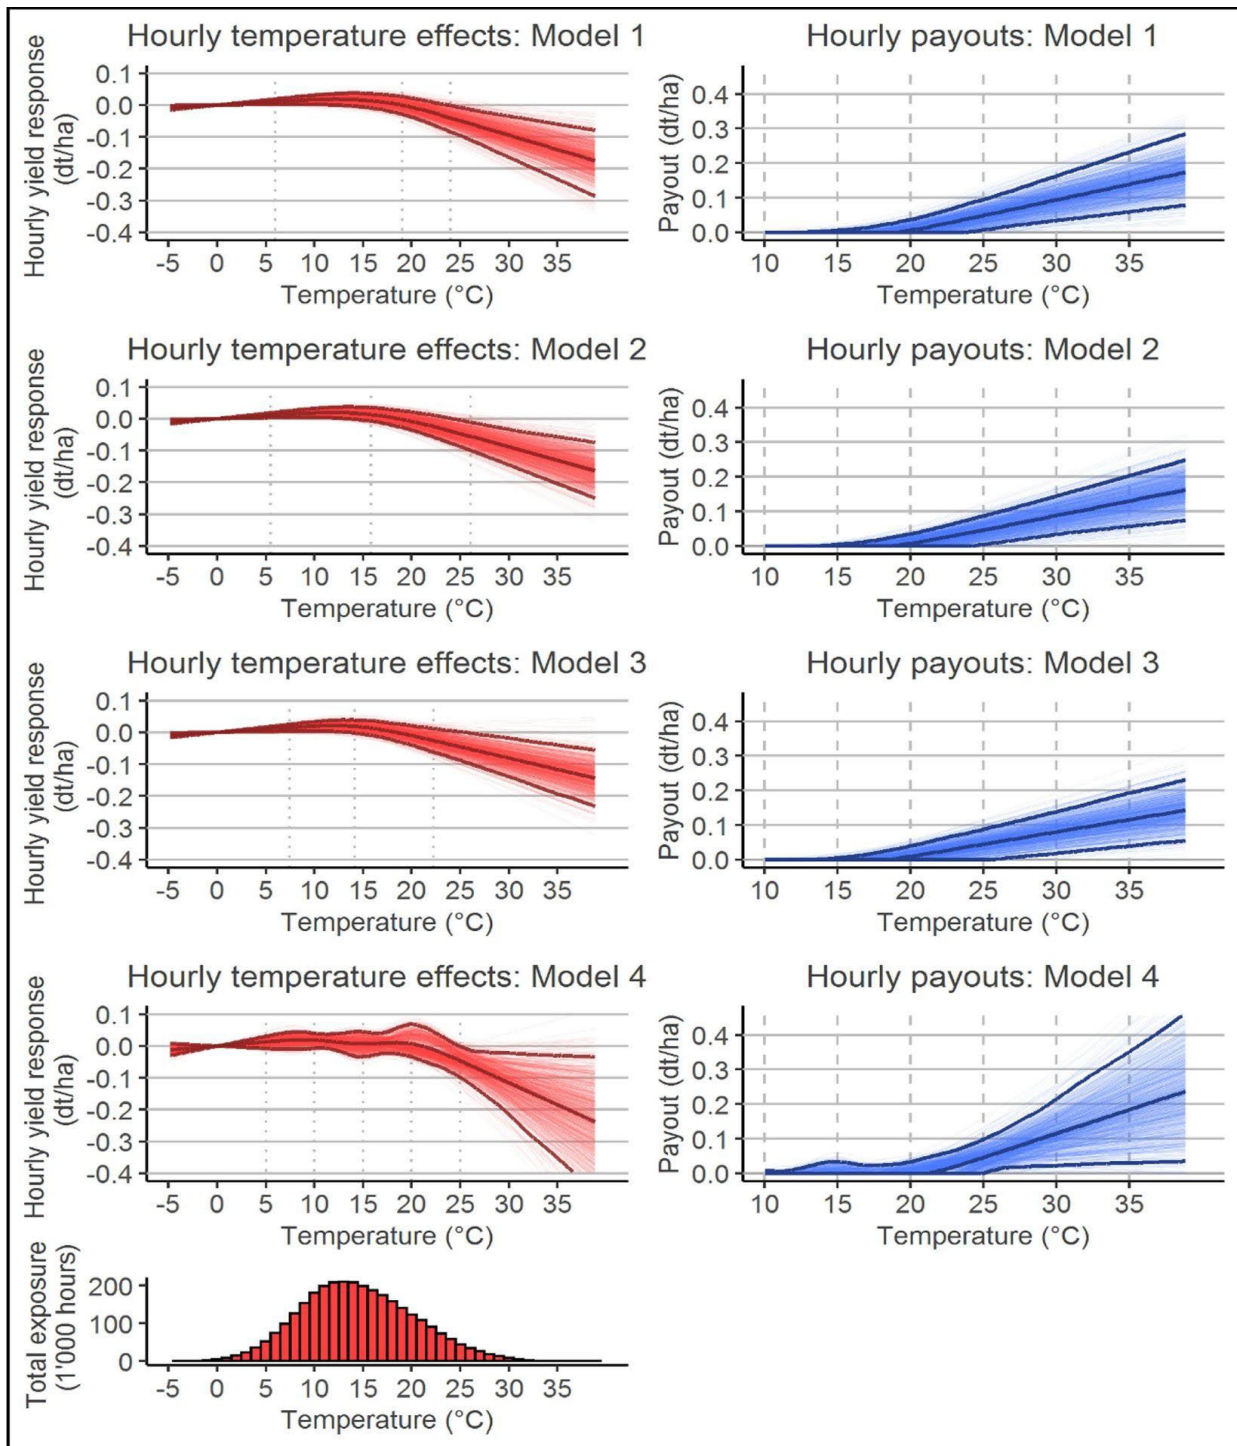 Hourly temperature effects: Model 1
Hourly yield response
(dt/ha)
0.1
0.0
-0.1
-0.2
-0.3
-0.4
-5 0 5 10 15 20 25 30 35
Temperature (°C)
Hourly payouts: Model 1
Payout (dt/ha)
0.4
0.3
0.2
0.1
0.0
10 15 20 25 30 35
Temperature (°C)
Hourly temperature effects: Model 2
Hourly yield response
(dt/ha)
0.1
0.0
-0.1
-0.2
-0.3
-0.4
-5 0 5 10 15 20 25 30 35
Temperature (°C)
Hourly payouts: Model 2
Payout (dt/ha)
0.4
0.3
0.2
0.1
0.0
10 15 20 25 30 35
Temperature (°C)
Hourly temperature effects: Model 3
Hourly yield response
(dt/ha)
0.1
0.0
-0.1
-0.2
-0.3
-0.4
-5 0 5 10 15 20 25 30 35
Temperature (°C)
Hourly payouts: Model 3
Payout (dt/ha)
0.4
0.3
0.2
0.1
0.0
10 15 20 25 30 35
Temperature (°C)
Hourly temperature effects: Model 4
Hourly yield response
(dt/ha)
0.1
0.0
-0.1
-0.2
-0.3
-0.4
-5 0 5 10 15 20 25 30 35
Temperature (°C)
Hourly payouts: Model 4
Payout (dt/ha)
0.4
0.3
0.2
0.1
0.0
10 15 20 25 30 35
Temperature (°C)
Total exposure
(1'000 hours)
200
100
0
-5 0 5 10 15 20 25 30 35
Temperature (°C)